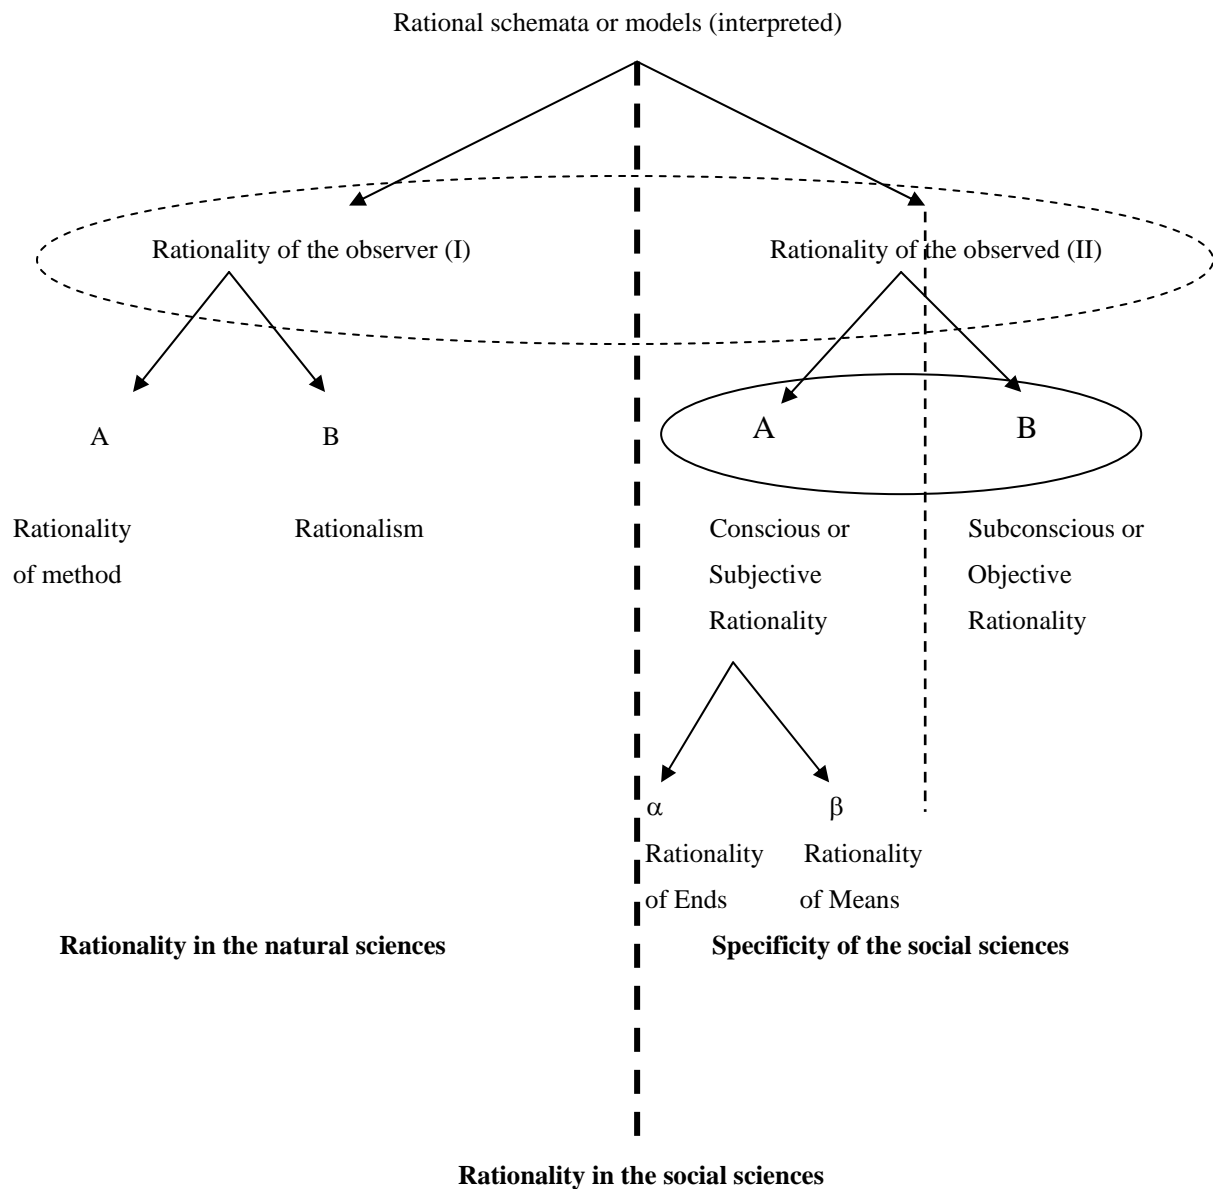 Rational schemata or models (interpreted)
Rationality of the observer (I)
Rationality of the observed (II)
A
B
A
B
Rationality
of method
Rationalism
Conscious or
Subjective
Rationality
Subconscious or
Objective
Rationality
α
β
Rationality
of Ends
Rationality
of Means
Rationality in the natural sciences
Specificity of the social sciences
Rationality in the social sciences